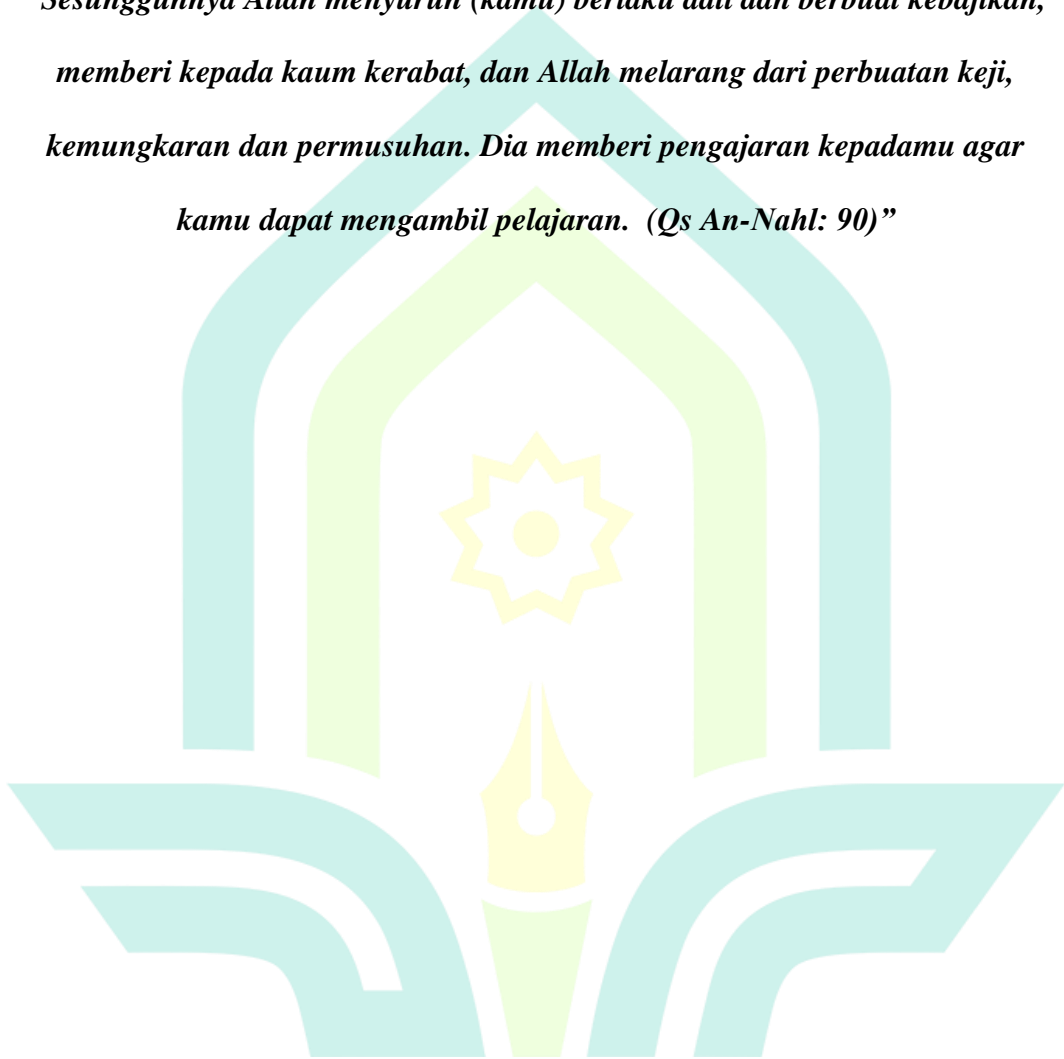 Sesungguhnya Allah menyuruh (kamu) berlaku adil dan berbuat kebajikan,
memberi kepada kaum kerabat, dan Allah melarang dari perbuatan keji,
kemungkaran dan permusuhan. Dia memberi pengajaran kepadamu agar
kamu dapat mengambil pelajaran. (Qs An-Nahl: 90)”